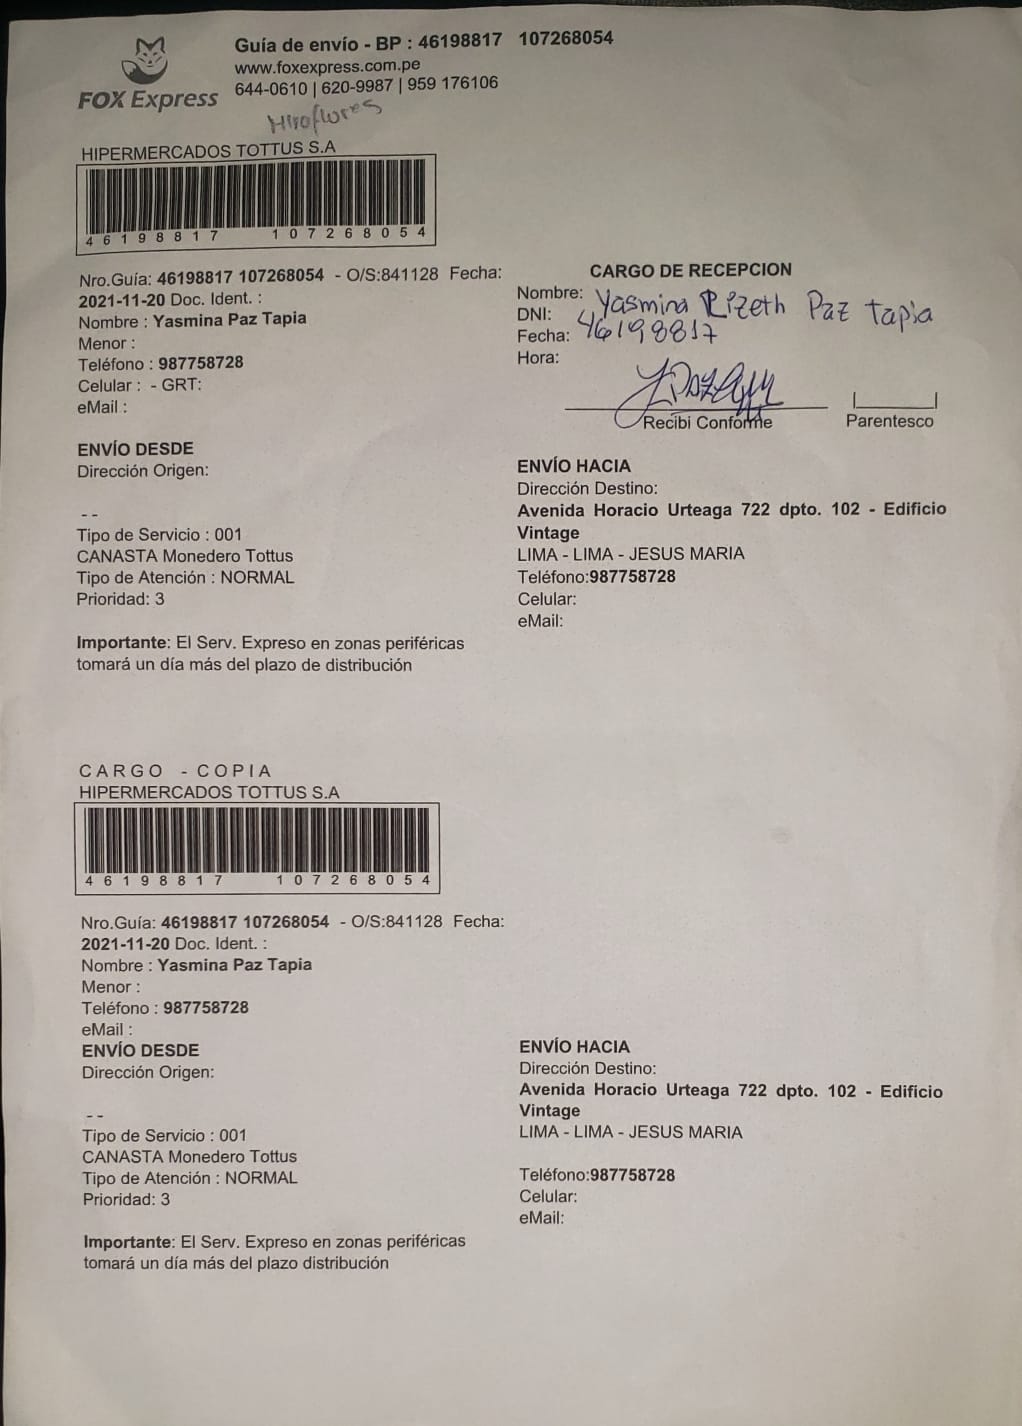 Guía de envío - BP : 46198817 107268054
www.foxexpress.com.pe
644-0610 | 620-9987 | 959 176106
FOX Express
Miroflores
HIPERMERCADOS TOTTUS S.A
46198817 107268054
Nro.Guía: 46198817 107268054 - O/S:841128 Fecha:
2021-11-20 Doc. Ident. :
Nombre : Yasmina Paz Tapia
Menor :
Teléfono : 987758728
Celular : - GRT:
eMail :
CARGO DE RECEPCION
Nombre: Yasmina Rizeth Paz Tapia
DNI: 46198817
Fecha:
Hora:
Recibi Conforme
Parentesco
ENVÍO DESDE
Dirección Origen:
- -
Tipo de Servicio : 001
CANASTA Monedero Tottus
Tipo de Atención : NORMAL
Prioridad: 3
ENVÍO HACIA
Dirección Destino:
Avenida Horacio Urteaga 722 dpto. 102 - Edificio
Vintage
LIMA - LIMA - JESUS MARIA
Teléfono:987758728
Celular:
eMail:
Importante: El Serv. Expreso en zonas periféricas
tomará un día más del plazo de distribución
CARGO - COPIA
HIPERMERCADOS TOTTUS S.A
46198817 107268054
Nro.Guía: 46198817 107268054 - O/S:841128 Fecha:
2021-11-20 Doc. Ident. :
Nombre : Yasmina Paz Tapia
Menor :
Teléfono : 987758728
eMail :
ENVÍO DESDE
Dirección Origen:
- -
Tipo de Servicio : 001
CANASTA Monedero Tottus
Tipo de Atención : NORMAL
Prioridad: 3
ENVÍO HACIA
Dirección Destino:
Avenida Horacio Urteaga 722 dpto. 102 - Edificio
Vintage
LIMA - LIMA - JESUS MARIA
Teléfono:987758728
Celular:
eMail:
Importante: El Serv. Expreso en zonas periféricas
tomará un día más del plazo distribución